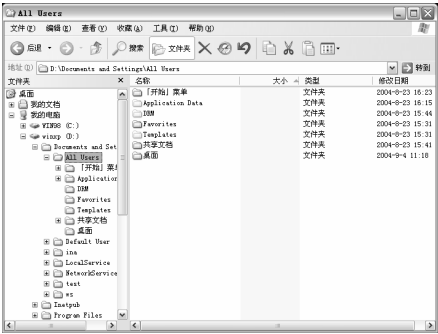 All Users
文件(F) 编辑(E) 查看(V) 收藏(A) 工具(T) 帮助(H)
后退 搜索 文件夹
地址(D) D:\Documents and Settings\All Users 转到
文件夹 × 名称 大小 类型 修改日期
桌面
我的文档
我的电脑
WIN98 (C:)
winxp (D:)
Documents and Set
All Users
「开始」菜单
Application
DRM
Favorites
Templates
共享文档
桌面
Default User
ina
LocalService
NetworkService
test
ws
Inetpub
Program Files
「开始」菜单 文件夹 2004-8-23 16:23
Application Data 文件夹 2004-8-23 16:15
DRM 文件夹 2004-8-23 15:44
Favorites 文件夹 2004-8-23 15:31
Templates 文件夹 2004-8-23 15:31
共享文档 文件夹 2004-8-23 15:41
桌面 文件夹 2004-9-4 11:18